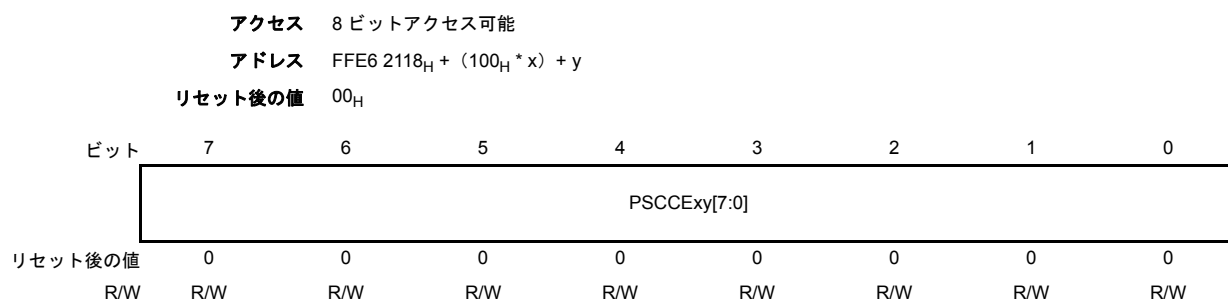 アクセス 8 ビットアクセス可能
アドレス FFE6 2118H + （100H * x）+ y
リセット後の値 00H
ビット 7 6 5 4 3 2 1 0
PSCCExy[7:0]
リセット後の値 0 0 0 0 0 0 0 0
R/W R/W R/W R/W R/W R/W R/W R/W R/W